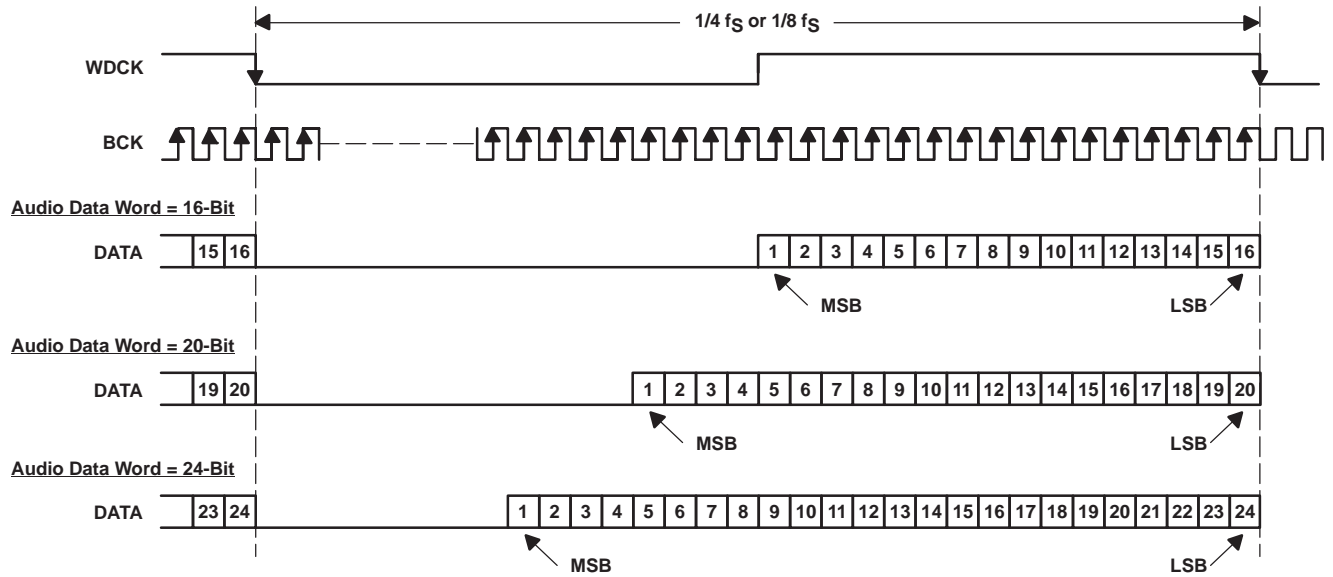 1/4 fS or 1/8 fS
WDCK
BCK
Audio Data Word = 16-Bit
DATA 15 16 1 2 3 4 5 6 7 8 9 10 11 12 13 14 15 16
MSB LSB
Audio Data Word = 20-Bit
DATA 19 20 1 2 3 4 5 6 7 8 9 10 11 12 13 14 15 16 17 18 19 20
MSB LSB
Audio Data Word = 24-Bit
DATA 23 24 1 2 3 4 5 6 7 8 9 10 11 12 13 14 15 16 17 18 19 20 21 22 23 24
MSB LSB